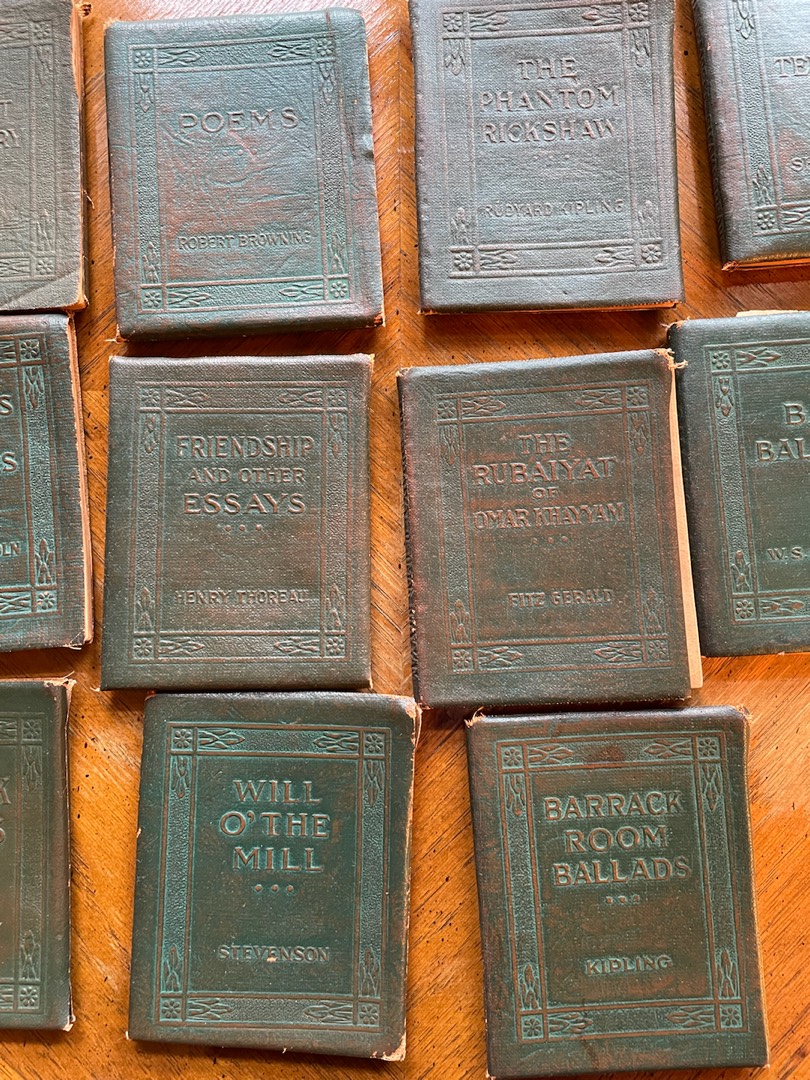 POEMS
ROBERT BROWNING
THE
PHANTOM
RICKSHAW
RUDYARD KIPLING
FRIENDSHIP
AND OTHER
ESSAYS
HENRY THOREAU
THE
RUBAIYAT
OF
OMAR KHAYYAM
FITZ GERALD
W.S.
WILL
O' THE
MILL
STEVENSON
BARRACK
ROOM
BALLADS
KIPLING